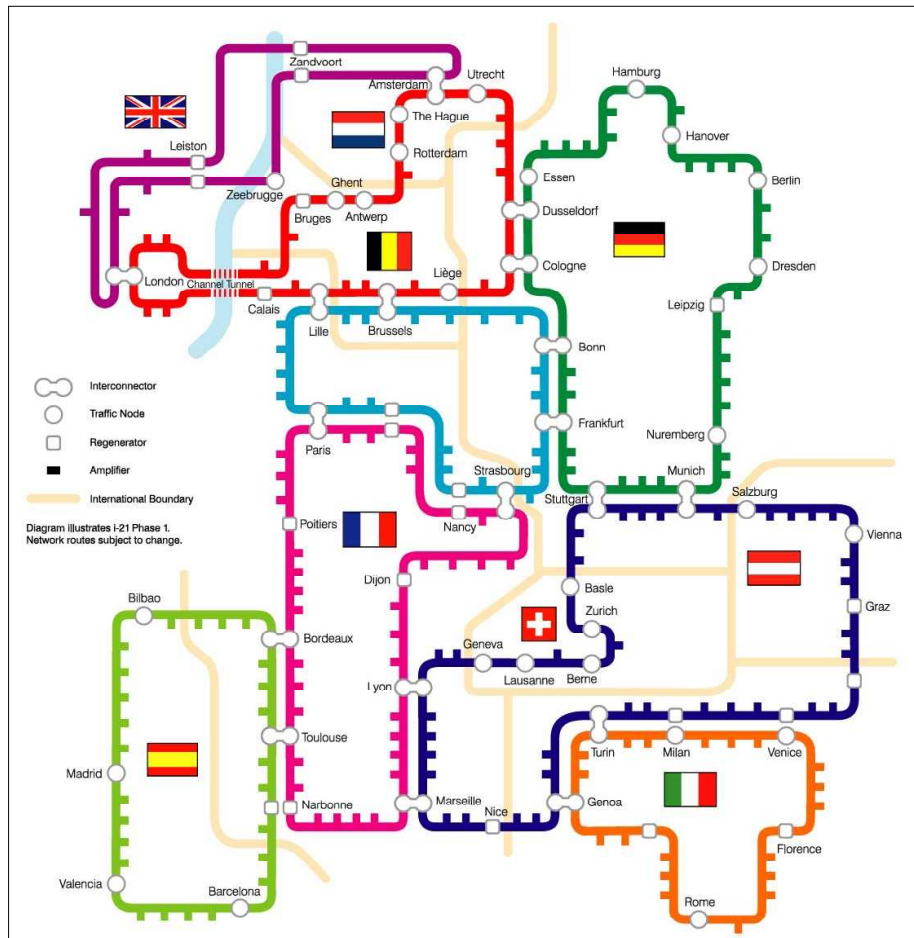 Zandvoort
Amsterdam
Utrecht
Hamburg
The Hague
Hanover
Leiston
Rotterdam
Zeebrugge
Ghent
Essen
Berlin
Bruges
Antwerp
Dusseldorf
London
Channel Tunnel
Liège
Cologne
Dresden
Calais
Lille
Brussels
Leipzig
Bonn
Interconnector
Traffic Node
Regenerator
Amplifier
International Boundary
Diagram illustrates i-21 Phase 1.
Network routes subject to change.
Paris
Frankfurt
Nuremberg
Strasbourg
Stuttgart
Munich
Salzburg
Poitiers
Nancy
Vienna
Dijon
Basle
Bilbao
Zurich
Graz
Bordeaux
Geneva
Lausanne
Berne
Lyon
Toulouse
Turin
Milan
Venice
Madrid
Narbonne
Marseille
Nice
Genoa
Florence
Valencia
Barcelona
Rome